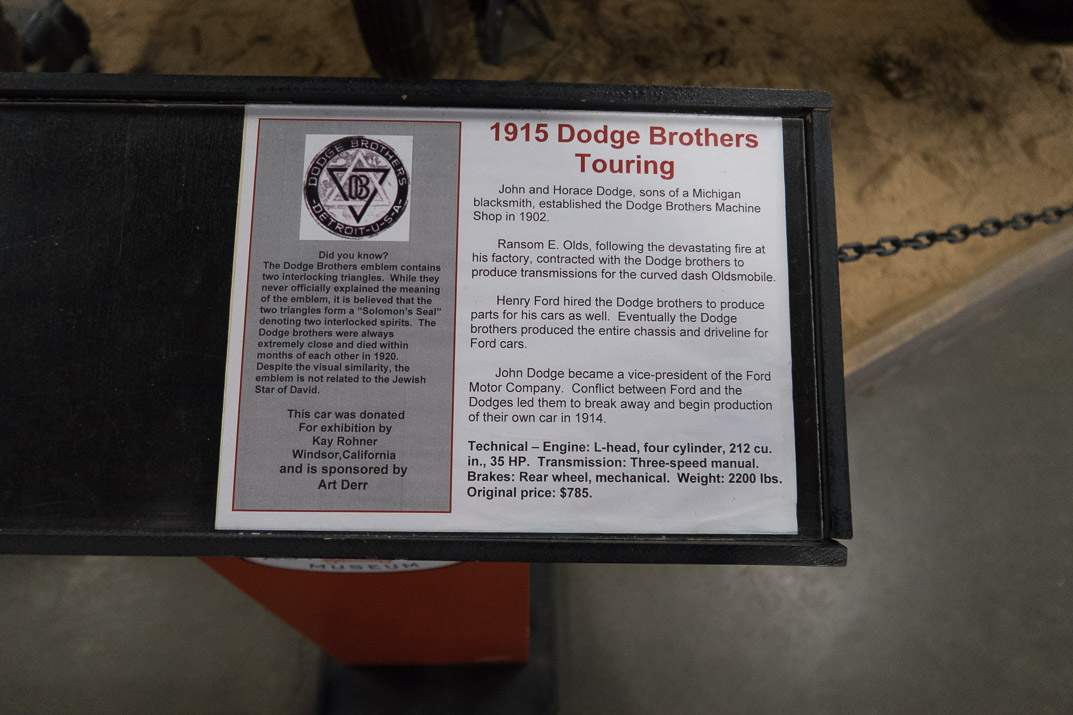 DODGE BROTHERS
DB
-DETROIT-U-S-A-
Did you know?
The Dodge Brothers emblem contains
two interlocking triangles. While they
never officially explained the meaning
of the emblem, it is believed that the
two triangles form a “Solomon’s Seal”
denoting two interlocked spirits. The
Dodge brothers were always
extremely close and died within
months of each other in 1920.
Despite the visual similarity, the
emblem is not related to the Jewish
Star of David.
This car was donated
For exhibition by
Kay Rohner
Windsor,California
and is sponsored by
Art Derr
1915 Dodge Brothers
Touring
John and Horace Dodge, sons of a Michigan
blacksmith, established the Dodge Brothers Machine
Shop in 1902.
Ransom E. Olds, following the devastating fire at
his factory, contracted with the Dodge brothers to
produce transmissions for the curved dash Oldsmobile.
Henry Ford hired the Dodge brothers to produce
parts for his cars as well. Eventually the Dodge
brothers produced the entire chassis and driveline for
Ford cars.
John Dodge became a vice-president of the Ford
Motor Company. Conflict between Ford and the
Dodges led them to break away and begin production
of their own car in 1914.
Technical – Engine: L-head, four cylinder, 212 cu.
in., 35 HP. Transmission: Three-speed manual.
Brakes: Rear wheel, mechanical. Weight: 2200 lbs.
Original price: $785.
MUSEUM